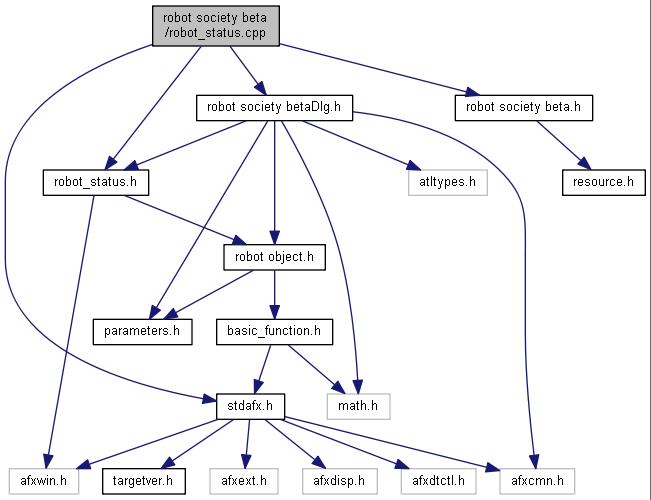 robot society beta
/robot_status.cpp
robot society betaDlg.h
robot society beta.h
robot_status.h
atltypes.h
resource.h
robot object.h
parameters.h
basic_function.h
stdafx.h
math.h
afxwin.h
targetver.h
afxext.h
afxdisp.h
afxdtctl.h
afxcmn.h